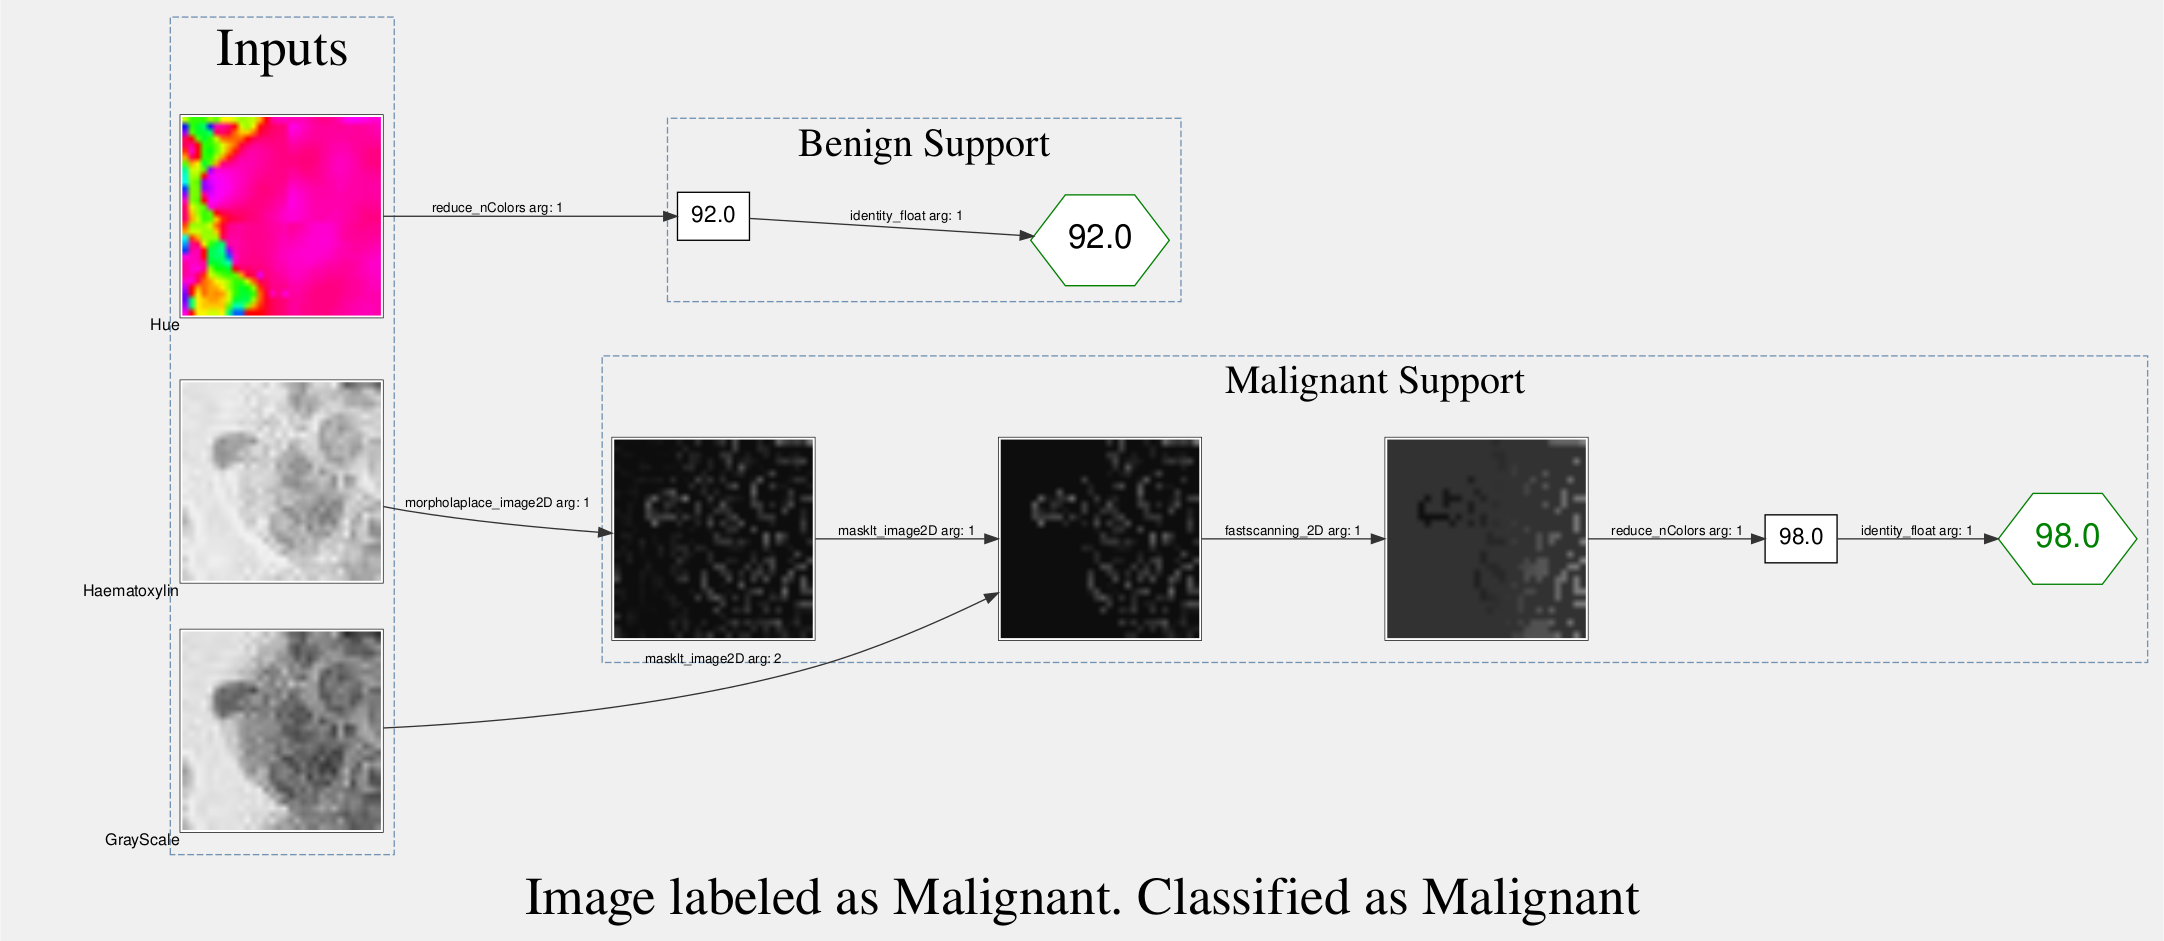 Inputs
Hue
reduce_nColors arg: 1
Benign Support
92.0
identity_float arg: 1
92.0
Haematoxylin
morpholaplace_image2D arg: 1
Malignant Support
maskIt_image2D arg: 1
fastscanning_2D arg: 1
reduce_nColors arg: 1
98.0
identity_float arg: 1
98.0
GrayScale
maskIt_image2D arg: 2
Image labeled as Malignant. Classified as Malignant